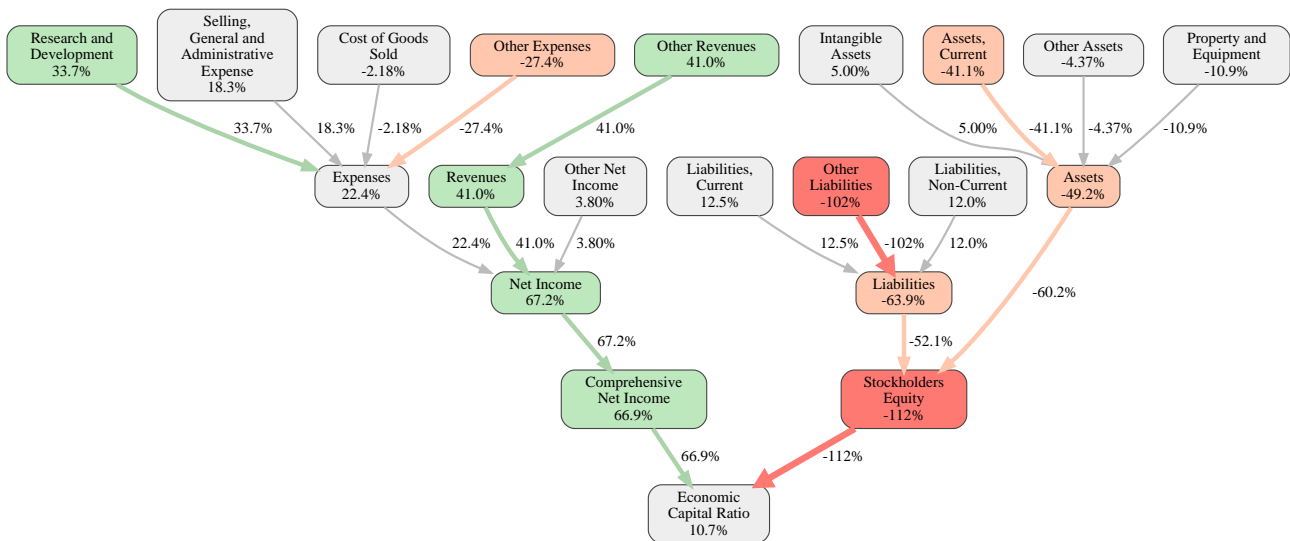 Research and
Development
33.7%
Selling,
General and
Administrative
Expense
18.3%
Cost of Goods
Sold
-2.18%
Other Expenses
-27.4%
Other Revenues
41.0%
Intangible
Assets
5.00%
Assets,
Current
-41.1%
Other Assets
-4.37%
Property and
Equipment
-10.9%
33.7%
18.3%
-2.18%
-27.4%
41.0%
5.00%
-41.1%
-4.37%
-10.9%
Expenses
22.4%
Revenues
41.0%
Other Net
Income
3.80%
Liabilities,
Current
12.5%
Other
Liabilities
-102%
Liabilities,
Non-Current
12.0%
Assets
-49.2%
22.4%
41.0%
3.80%
12.5%
-102%
12.0%
-60.2%
Net Income
67.2%
Liabilities
-63.9%
67.2%
-52.1%
Comprehensive
Net Income
66.9%
Stockholders
Equity
-112%
66.9%
-112%
Economic
Capital Ratio
10.7%